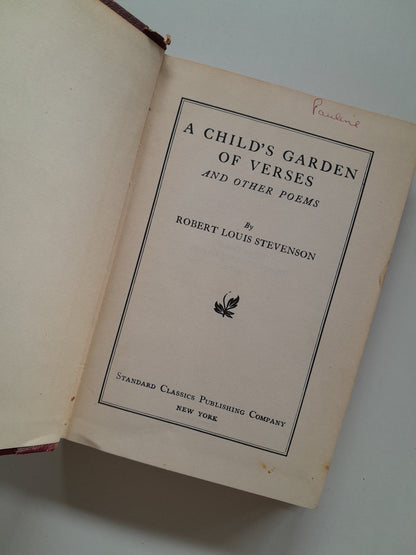 Pauline
A CHILD'S GARDEN
OF VERSES
AND OTHER POEMS
By
ROBERT LOUIS STEVENSON
STANDARD CLASSICS PUBLISHING COMPANY
NEW YORK